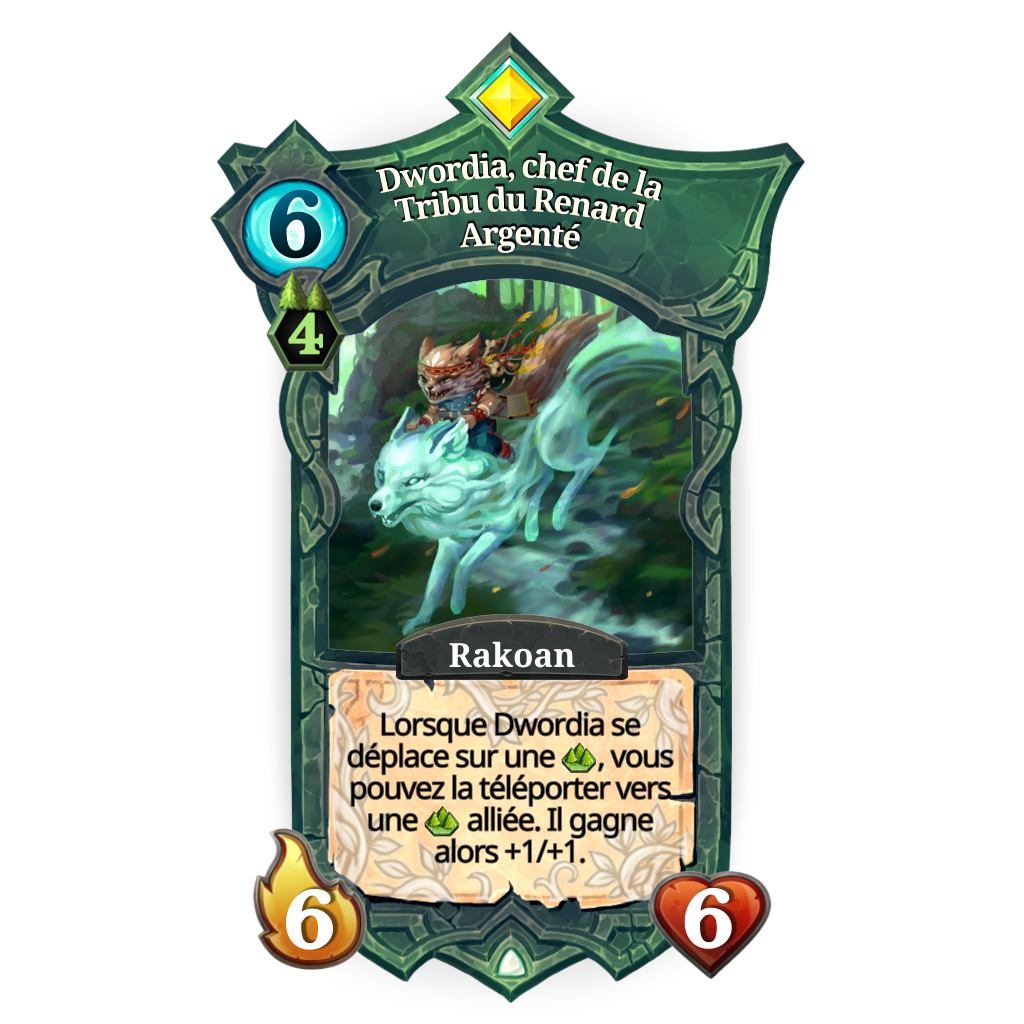 6
Dwordia, chef de la
Tribu du Renard
Argenté
4
Rakoan
Lorsque Dwordia se
déplace sur une , vous
pouvez la téléporter vers
une alliée. Il gagne
alors +1/+1.
6
6